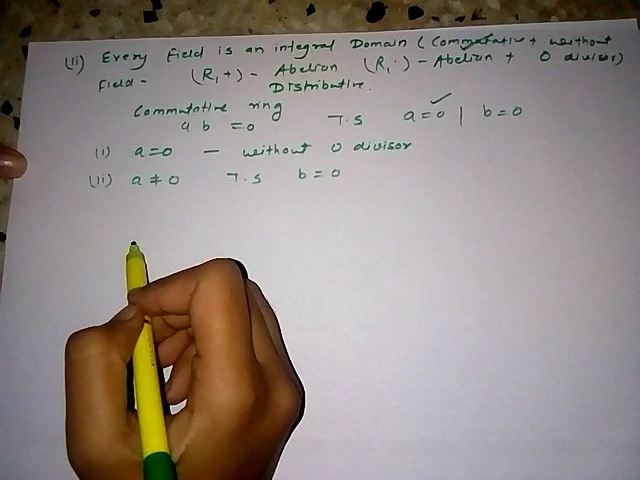 (ii) Every Field is an integral Domain (Commutative + without
Field - (R,+) - Abelian (R,·) - Abelian + 0 divisor)
Distributive.
Commutative ring
a b = 0 T.S a = 0 | b = 0
(i) a = 0 — without 0 divisor
(ii) a ≠ 0 T.S b = 0